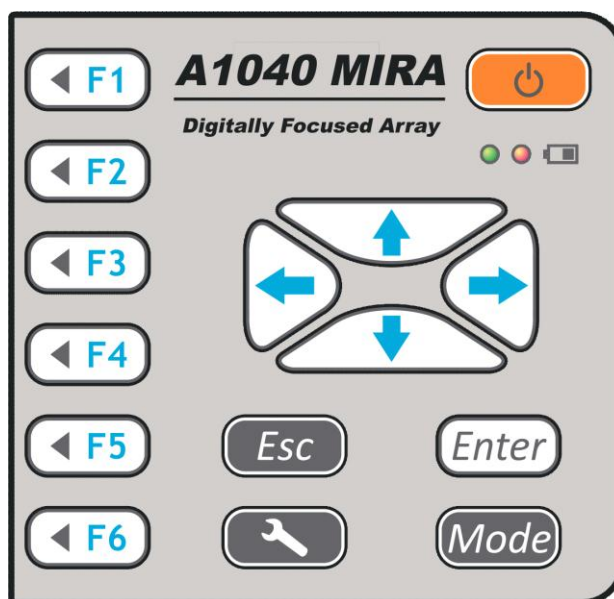 F1
A1040 MIRA
Digitally Focused Array
F2
F3
F4
F5
Esc
Enter
F6
Mode